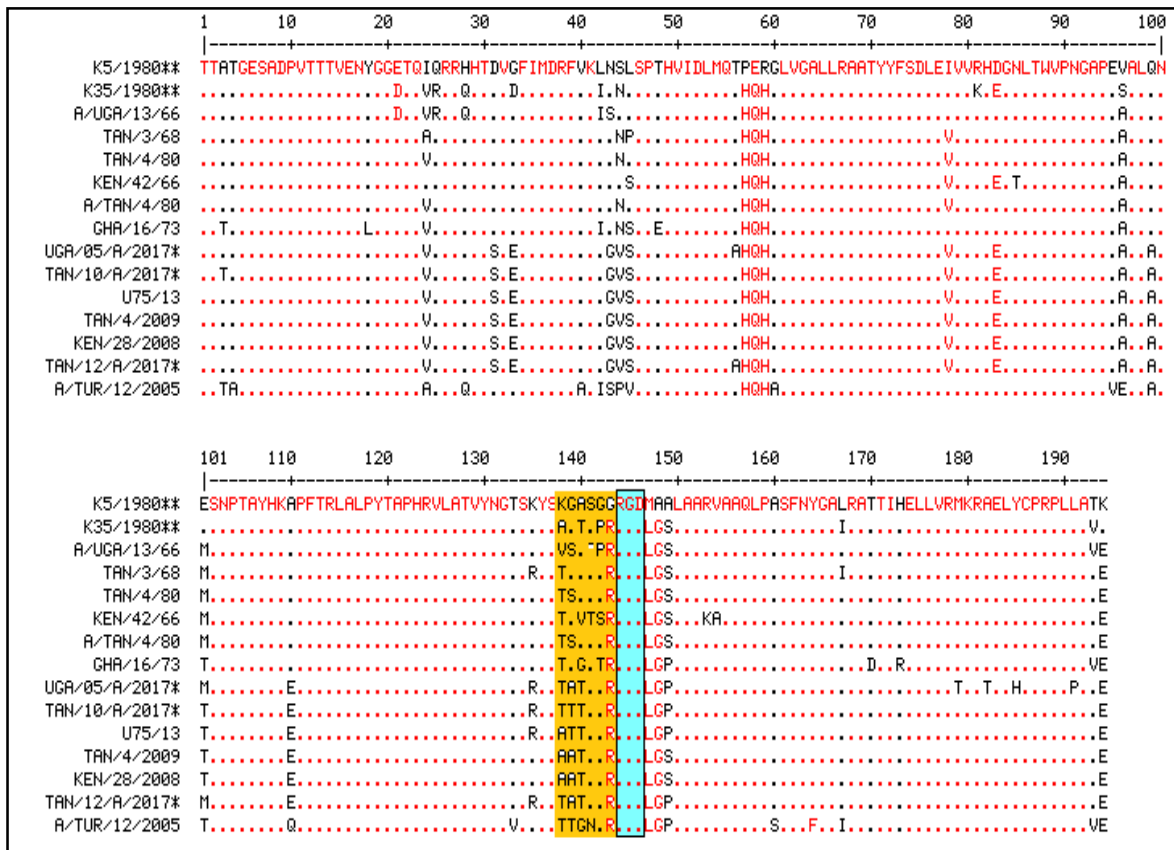 1 10 20 30 40 50 60 70 80 90 100
|--------+---------+---------+---------+---------+---------+---------+---------+---------+---------|
K5/1980** TTATGESADPVTTTVENYGGETQIQRRHHTDVGFIMDRFVKLNSLSPTHVIDLMQTPERGLVGALLRAATYYFSDLEIVVRHDGNLTWVPNGAPEVALQN
K35/1980** ....................D..VR..Q....D........I.N............HQH.....................K.E............S....
A/UGA/13/66 ....................D..VR..Q.............IS.............HQH....................................A....
TAN/3/68 .......................A...................NP...........HQH..................V.................A....
TAN/4/80 .......................V...................N............HQH..................V.................A....
KEN/42/66 ............................................S...........HQH..................V....E.T..........A....
A/TAN/4/80 .......................V...................N............HQH..................V.................A....
GHA/16/73 ..T..............L.....V.................I.NS..E........HQH....................................A....
UGA/05/A/2017* .......................V......S.E.........GVS..........AHQH..................V....E............A..A.
TAN/10/A/2017* ..T....................V......S.E.........GVS...........HQH..................V....E............A..A.
U75/13 .......................V......S.E.........GVS...........HQH..................V....E............A..A.
TAN/4/2009 .......................V......S.E.........GVS...........HQH..................V....E............A..A.
KEN/28/2008 .......................V......S.E.........GVS...........HQH..................V....E............A..A.
TAN/12/A/2017* .......................V......S.E.........GVS..........AHQH..................V....E............A..A.
A/TUR/12/2005 ..TA...................A...Q...........A.ISPV...........HQHA..................................VE..A.
101 110 120 130 140 150 160 170 180 190
|--------+---------+---------+---------+---------+---------+---------+---------+---------+----|
K5/1980** ESNPTAYHKAPFTRLALPYTAPHRVLATVYNGTSKYSKGASGGRGDMAALAARVAAQLPASFNYGALRATTIHELLVRMKRAELYCPRPLLATK
K35/1980** .....................................A.T.PR...LGS.................I.........................V.
A/UGA/13/66 M....................................VS.-PR...LGS...........................................VE
TAN/3/68 M.................................R..T....R...LGS.................I..........................E
TAN/4/80 M....................................TS...R...LGS............................................E
KEN/42/66 M....................................T.VTSR...LGS...KA.......................................E
A/TAN/4/80 M....................................TS...R...LGS............................................E
GHA/16/73 T....................................T.G.TR...LGP....................D..R...................VE
UGA/05/A/2017* M........E........................R..TAT..R...LGP.............................T..T..H.....P..E
TAN/10/A/2017* T........E........................R..TTT..R...LGP............................................E
U75/13 T........E........................R..ATT..R...LGP............................................E
TAN/4/2009 T........E...........................AAT..R...LGS............................................E
KEN/28/2008 T........E...........................AAT..R...LGS............................................E
TAN/12/A/2017* M........E........................R..TAT..R...LGP............................................E
A/TUR/12/2005 T........Q......................V....TTGN.R...LGS..........S...F..I.........................VE